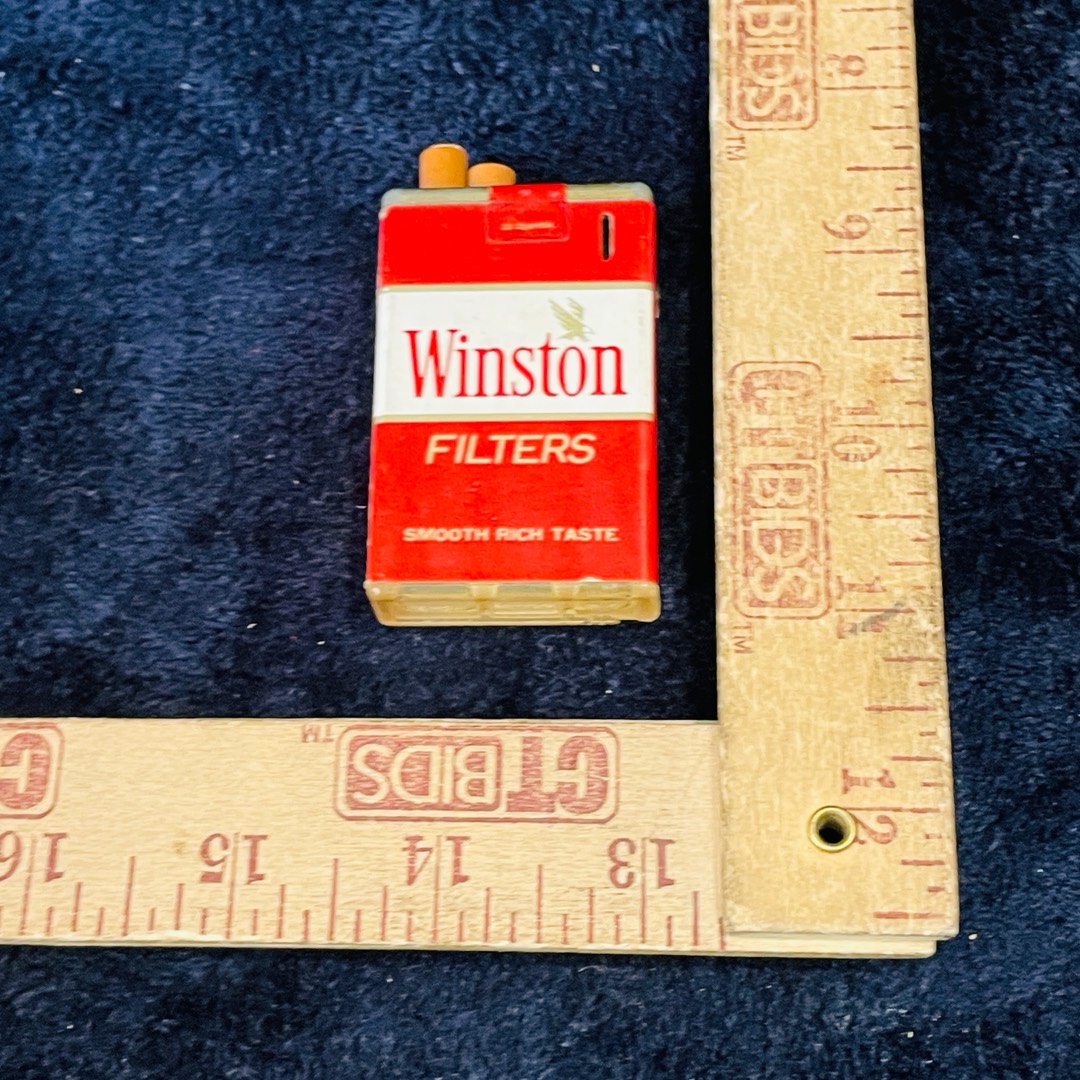 Winston
FILTERS
SMOOTH RICH TASTE
BIDS
TM
8
9
10
CTBIDS
TM
11
12
CTBIDS
TM
C
16
15
14
13